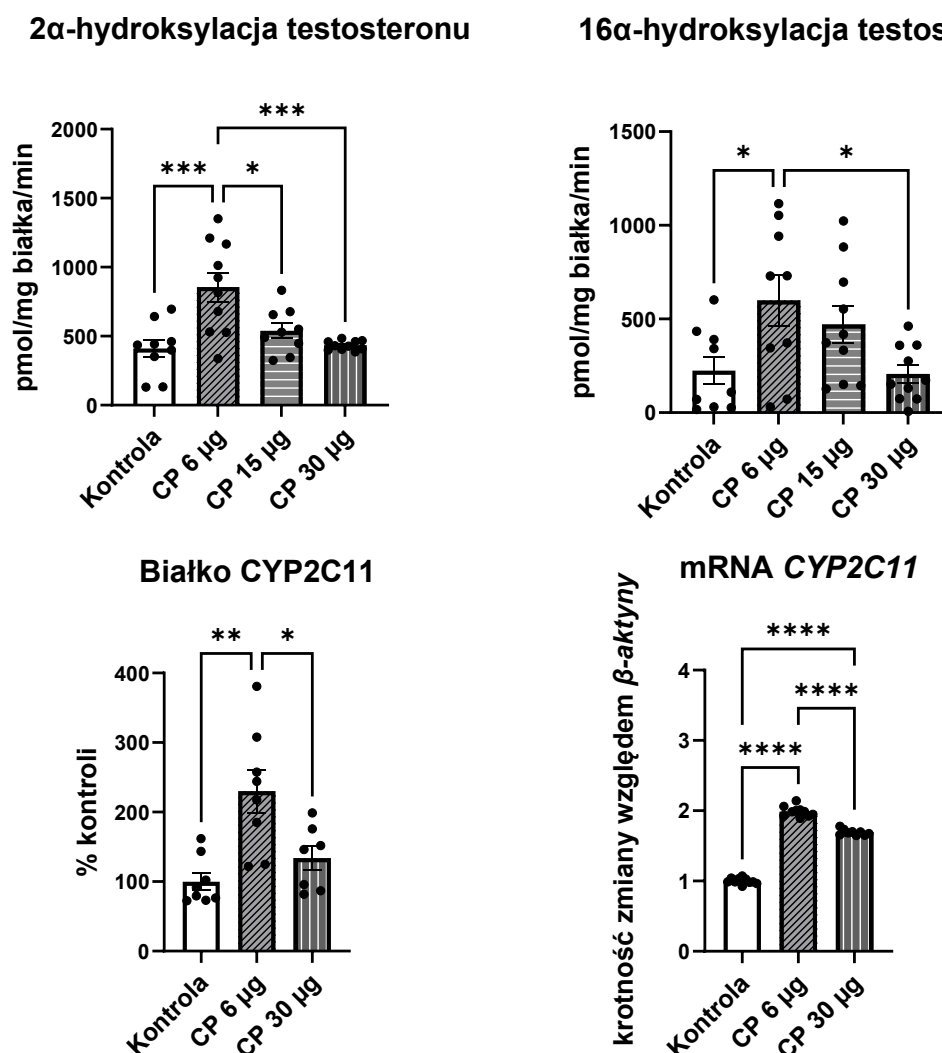 2α-hydroksylacja testosteronu
pmol/mg białka/min
2000
1500
1000
500
0
***
*
***
Kontrola
CP 6 µg
CP 15 µg
CP 30 µg
16α-hydroksylacja testos
pmol/mg białka/min
1500
1000
500
0
*
*
Kontrola
CP 6 µg
CP 15 µg
CP 30 µg
Białko CYP2C11
% kontroli
400
300
200
100
0
**
*
Kontrola
CP 6 µg
CP 30 µg
mRNA CYP2C11
krotność zmiany względem β-aktyny
4
3
2
1
0
****
****
****
Kontrola
CP 6 µg
CP 30 µg